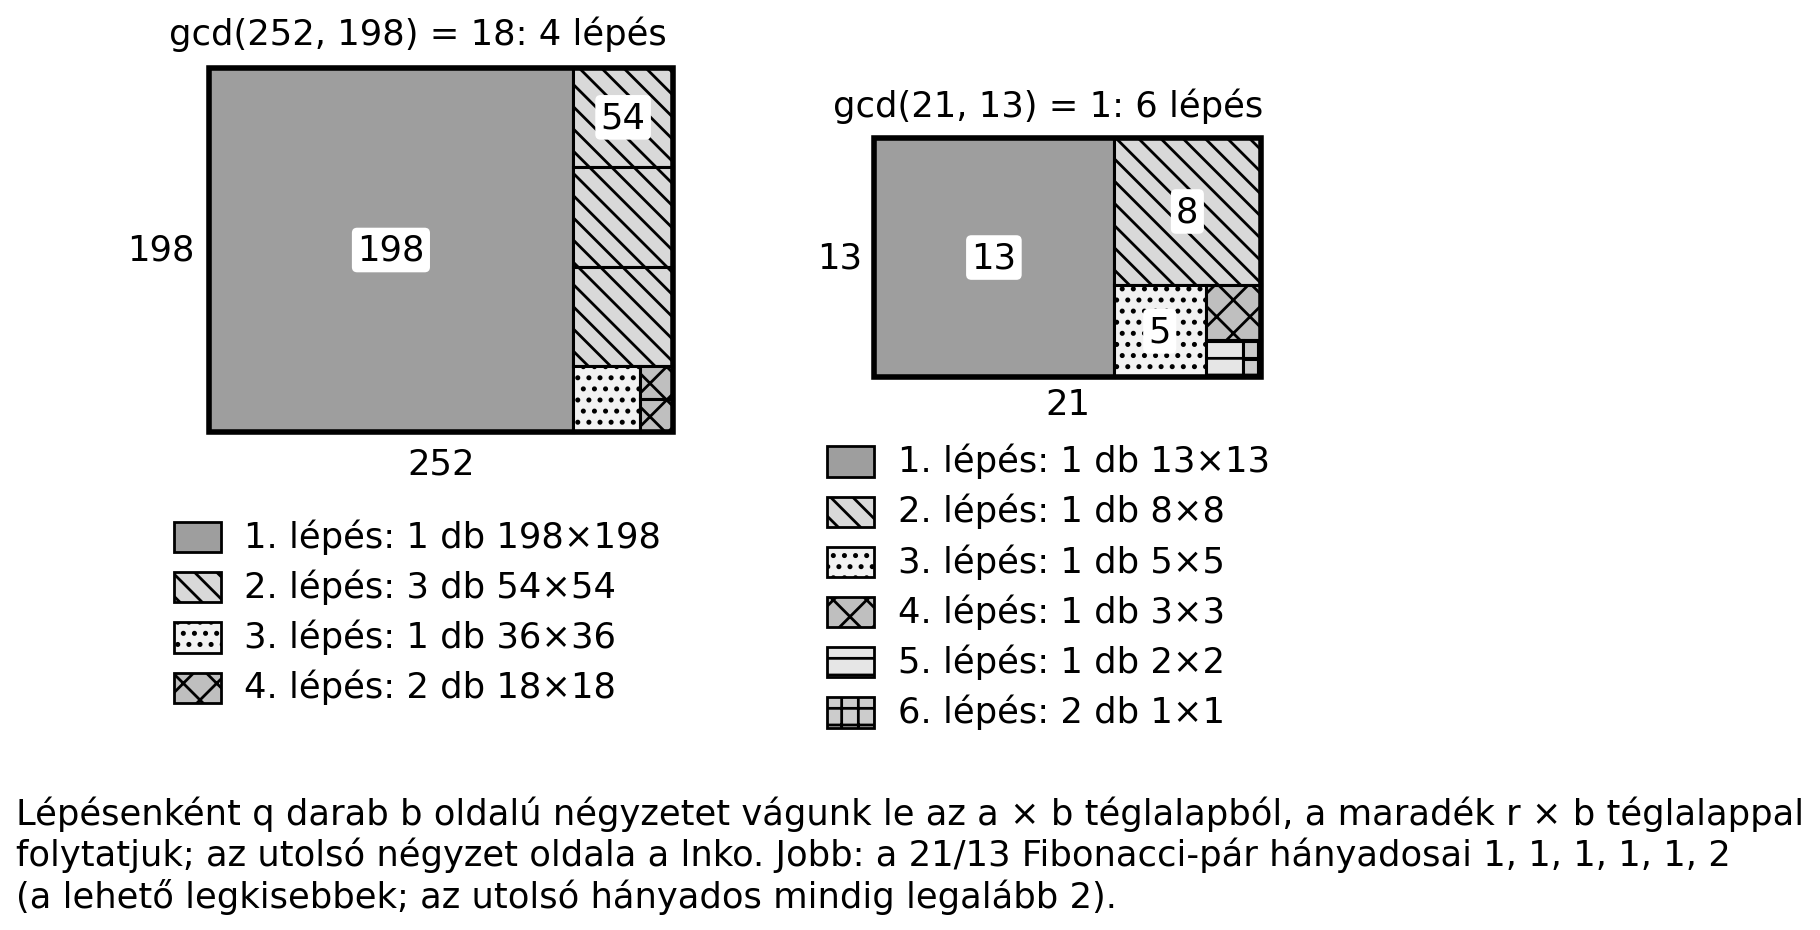 gcd(252, 198) = 18: 4 lépés
54
198
198
252
1. lépés: 1 db 198×198
2. lépés: 3 db 54×54
3. lépés: 1 db 36×36
4. lépés: 2 db 18×18
gcd(21, 13) = 1: 6 lépés
8
13
13
5
21
1. lépés: 1 db 13×13
2. lépés: 1 db 8×8
3. lépés: 1 db 5×5
4. lépés: 1 db 3×3
5. lépés: 1 db 2×2
6. lépés: 2 db 1×1
Lépésenként q darab b oldalú négyzetet vágunk le az a × b téglalapból, a maradék r × b téglalappal
folytatjuk; az utolsó négyzet oldala a lnko. Jobb: a 21/13 Fibonacci-pár hányadosai 1, 1, 1, 1, 1, 2
(a lehető legkisebbek; az utolsó hányados mindig legalább 2).